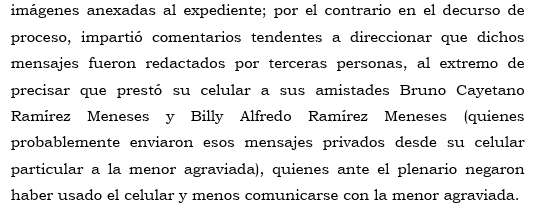 imágenes anexadas al expediente; por el contrario en el decurso de
proceso, impartió comentarios tendentes a direccionar que dichos
mensajes fueron redactados por terceras personas, al extremo de
precisar que prestó su celular a sus amistades Bruno Cayetano
Ramírez Meneses y Billy Alfredo Ramírez Meneses (quienes
probablemente enviaron esos mensajes privados desde su celular
particular a la menor agraviada), quienes ante el plenario negaron
haber usado el celular y menos comunicarse con la menor agraviada.